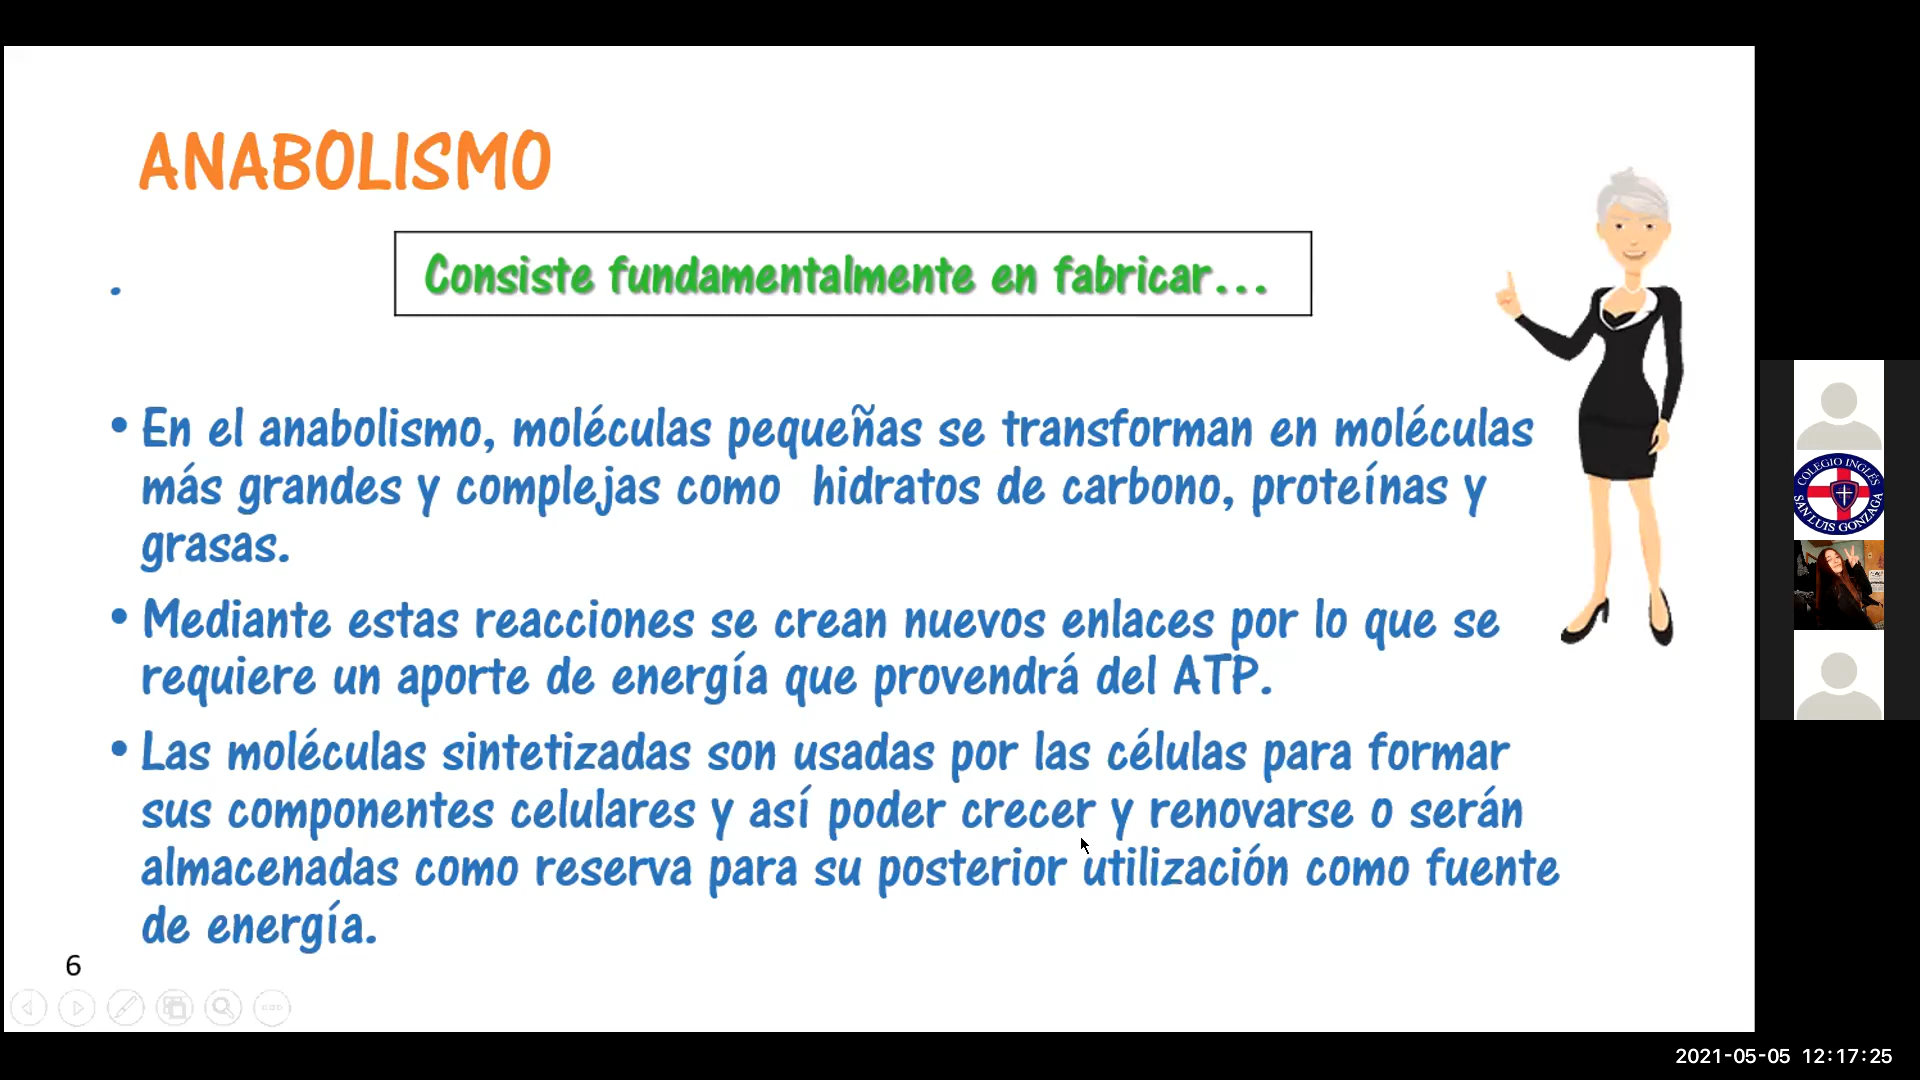 ANABOLISMO
Consiste fundamentalmente en fabricar...
• En el anabolismo, moléculas pequeñas se transforman en moléculas
más grandes y complejas como hidratos de carbono, proteínas y
grasas.
• Mediante estas reacciones se crean nuevos enlaces por lo que se
requiere un aporte de energía que provendrá del ATP.
• Las moléculas sintetizadas son usadas por las células para formar
sus componentes celulares y así poder crecer y renovarse o serán
almacenadas como reserva para su posterior utilización como fuente
de energía.
6
COLEGIO INGLES
SAN LUIS GONZAGA
2021-05-05 12:17:25